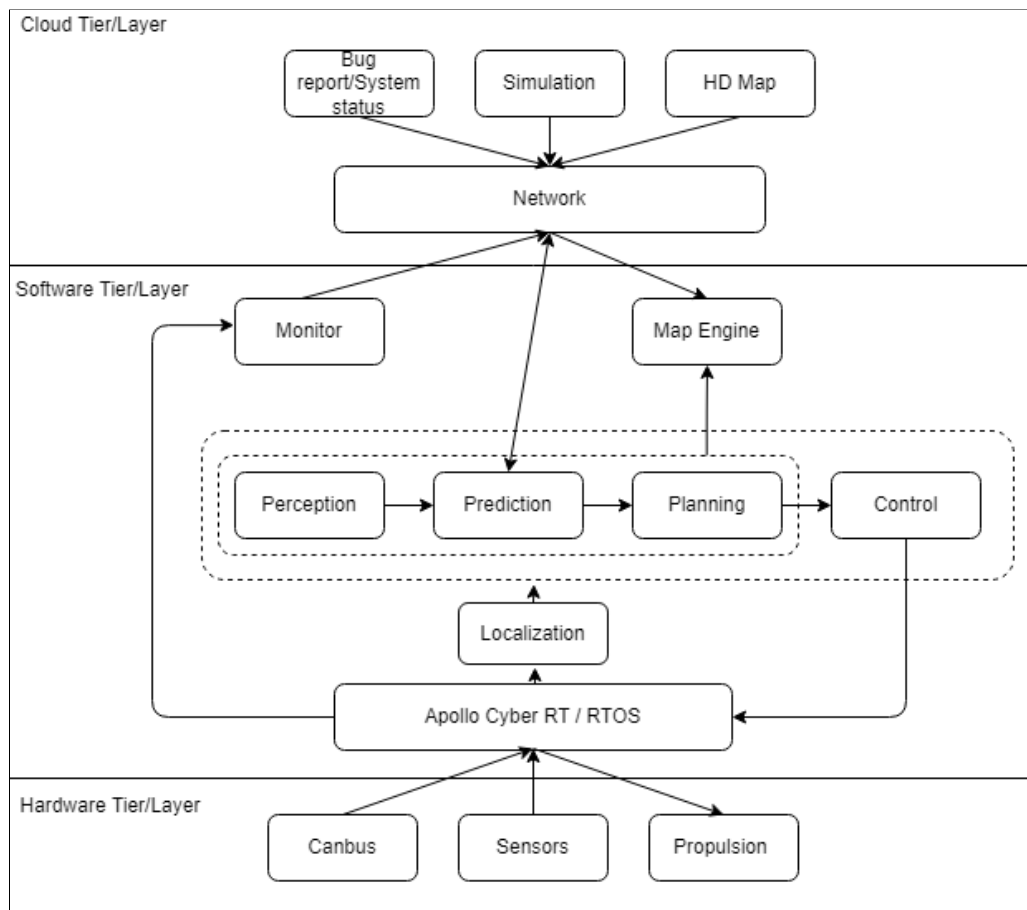 Cloud Tier/Layer
Bug
report/System
status
Simulation
HD Map
Network
Software Tier/Layer
Monitor
Map Engine
Perception
Prediction
Planning
Control
Localization
Apollo Cyber RT / RTOS
Hardware Tier/Layer
Canbus
Sensors
Propulsion